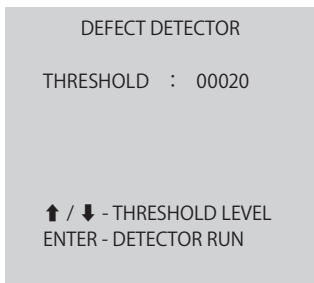 DEFECT DETECTOR
THRESHOLD : 00020
⬆ / ⬇ - THRESHOLD LEVEL
ENTER - DETECTOR RUN